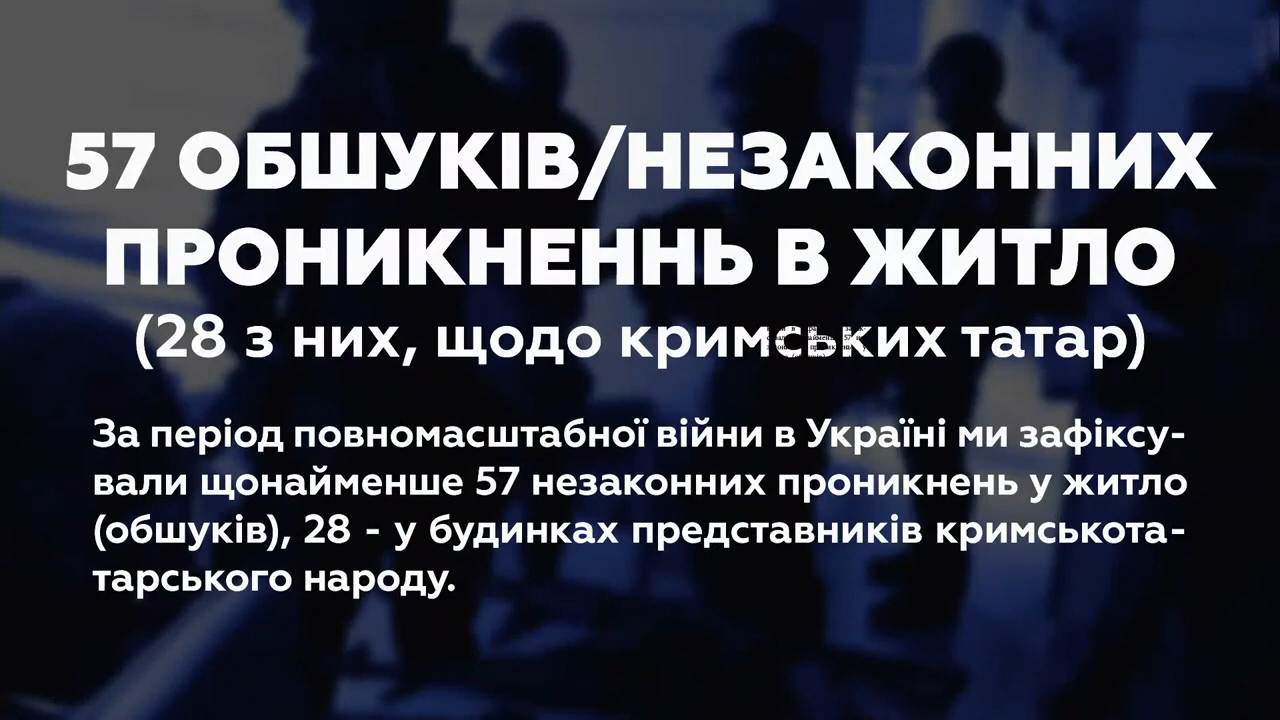 57 ОБШУКІВ/НЕЗАКОННИХ
ПРОНИКНЕННЬ В ЖИТЛО
(28 з них, щодо кримських татар)
За період повномасштабної війни в Україні ми зафіксу-
вали щонайменше 57 незаконних проникнень у житло
(обшуків), 28 - у будинках представників кримськота-
тарського народу.